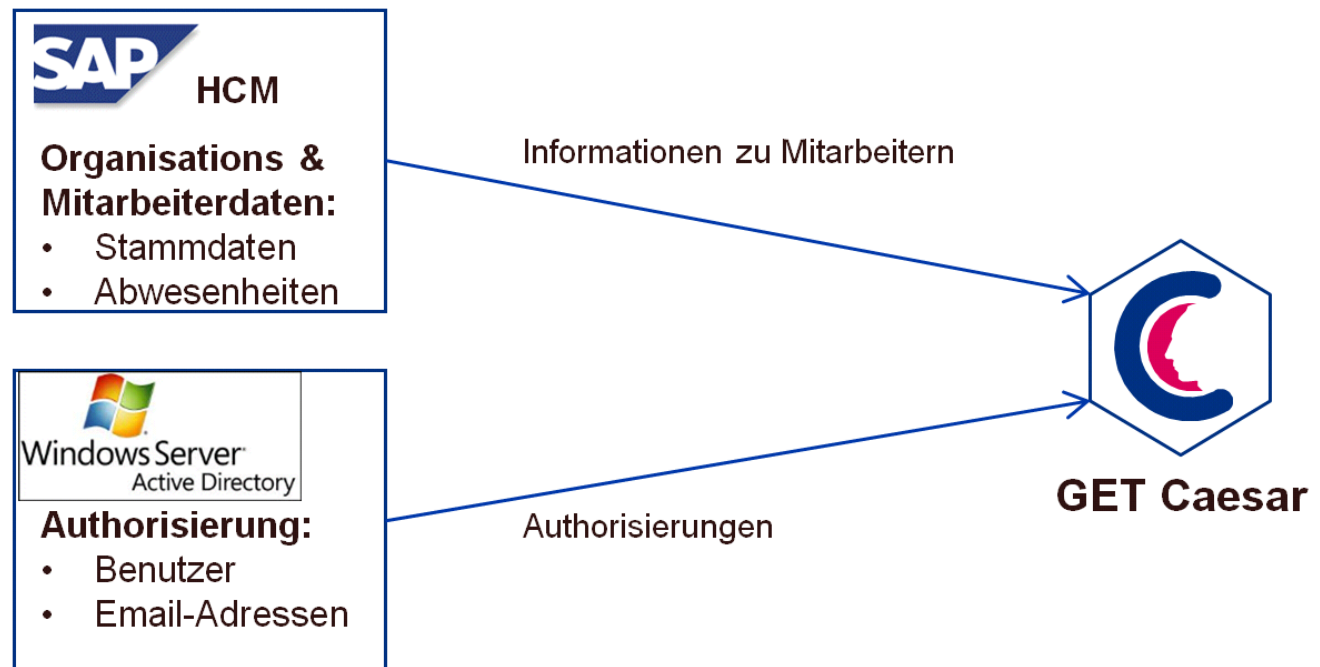 SAP
HCM
Organisations &
Mitarbeiterdaten:
• Stammdaten
• Abwesenheiten
Informationen zu Mitarbeitern
Windows Server
Active Directory
Authorisierung:
• Benutzer
• Email-Adressen
Authorisierungen
GET Caesar